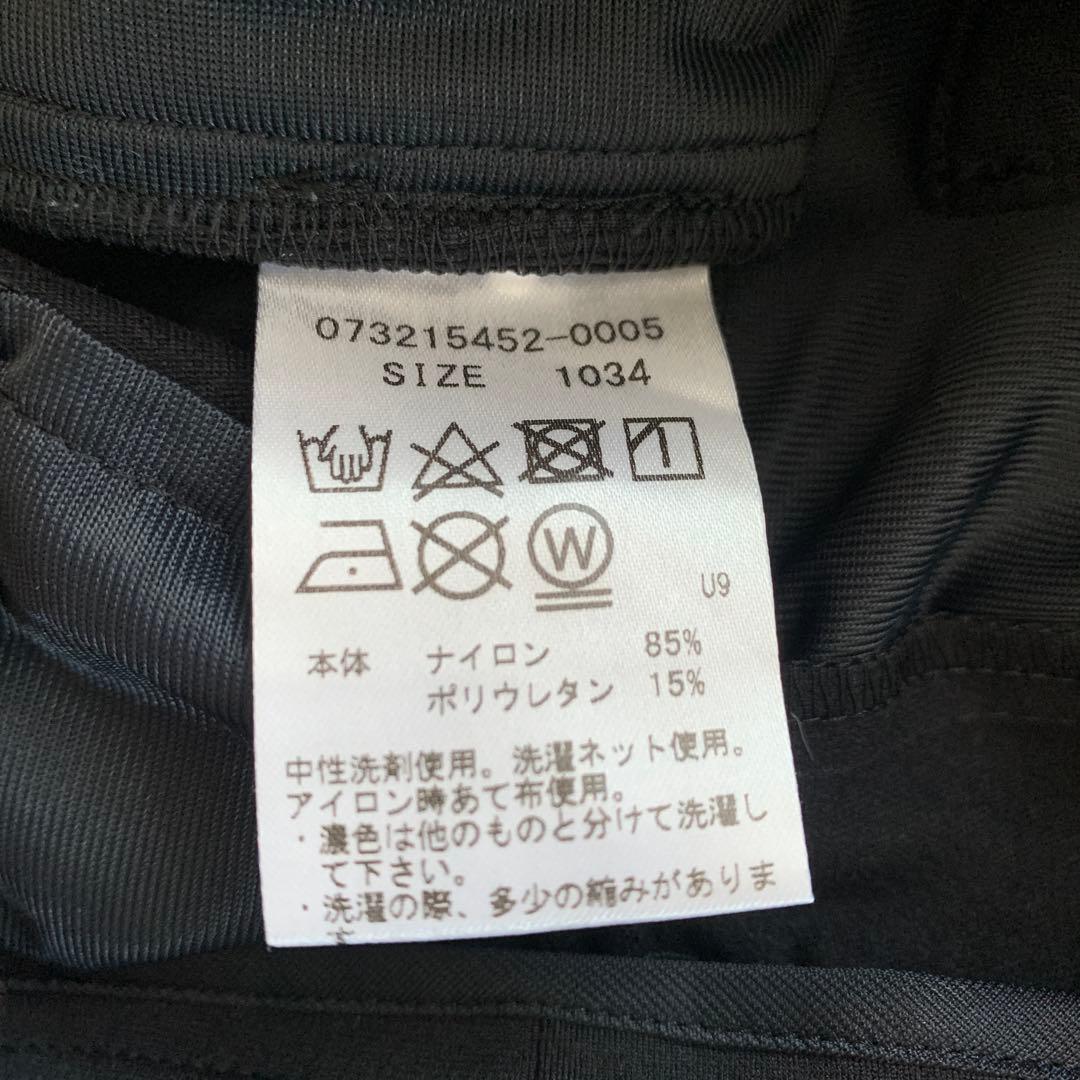 073215452-0005
SIZE 1034
W
U9
本体 ナイロン 85%
ポリウレタン 15%
中性洗剤使用。洗濯ネット使用。
アイロン時あて布使用。
・濃色は他のものと分けて洗濯し
て下さい。
・洗濯の際、多少の縮みがありま